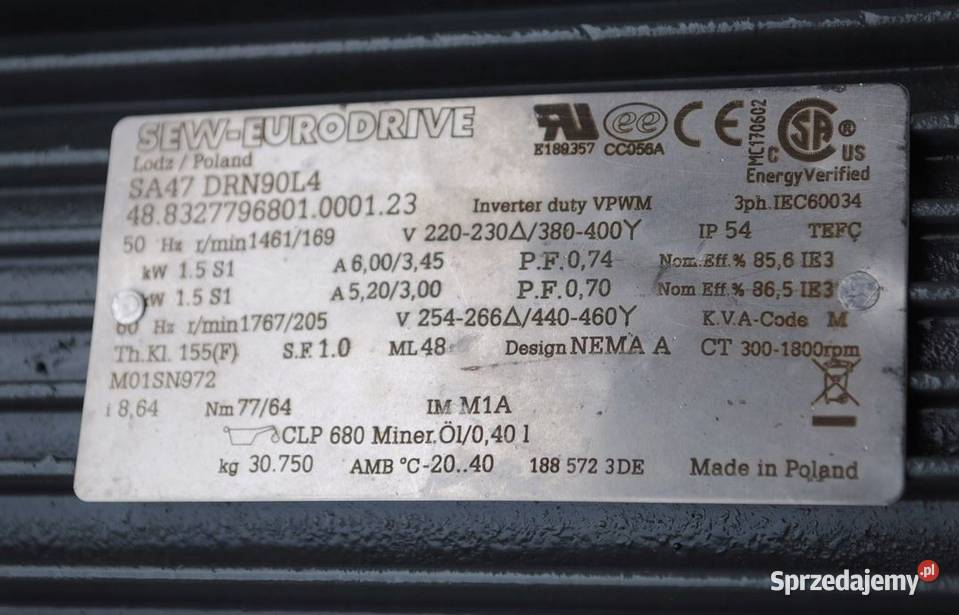 SEW-EURODRIVE
Lodz / Poland
E189357 CC056A
MC170602
C US
EnergyVerified
SA47 DRN90L4
48.8327796801.0001.23 Inverter duty VPWM 3ph.IEC60034
50 Hz r/min1461/169 V 220-230Δ/380-400Y IP 54 TEFC
kW 1.5 S1 A 6,00/3,45 P.F.0,74 Nom.Eff.% 85,6 IE3
kW 1.5 S1 A 5,20/3,00 P.F.0,70 Nom Eff.% 86,5 IE3
60 Hz r/min1767/205 V 254-266Δ/440-460Y K.V.A-Code M
Th.Kl. 155(F) S.F.1.0 ML48 Design NEMA A CT 300-1800rpm
M01SN972
i 8,64 Nm 77/64 IM M1A
CLP 680 Miner.Öl/0,40 l
kg 30.750 AMB °C-20..40 188 572 3DE Made in Poland
Sprzedajemy.pl